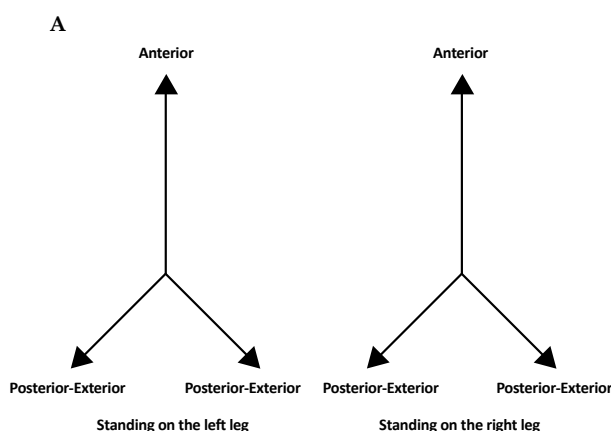 A
Anterior Anterior
Posterior-Exterior Posterior-Exterior Posterior-Exterior Posterior-Exterior
Standing on the left leg Standing on the right leg